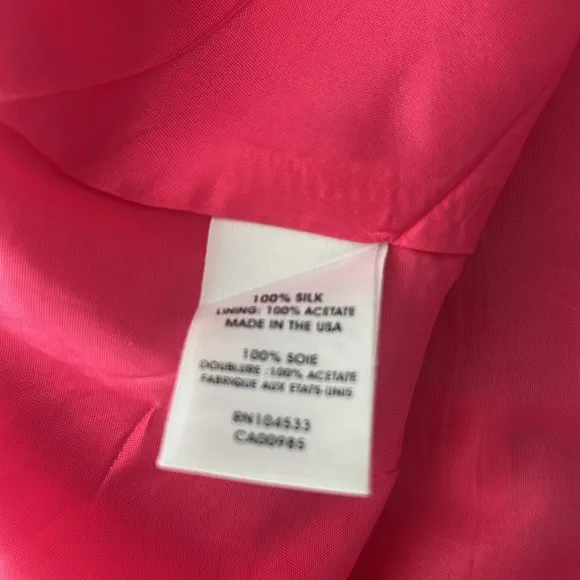 100% SILK
LINING: 100% ACETATE
MADE IN THE USA
100% SOIE
DOUBLURE :100% ACETATE
FABRIQUE AUX ETATS-UNIS
RN104533
CA00985